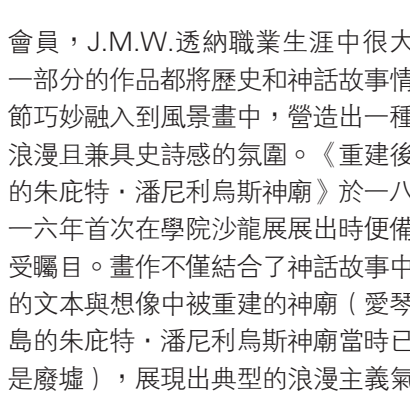 會員，J.M.W.透納職業生涯中很大
一部分的作品都將歷史和神話故事情
節巧妙融入到風景畫中，營造出一種
浪漫且兼具史詩感的氛圍。《重建後
的朱庇特・潘尼利烏斯神廟》於一八
一六年首次在學院沙龍展展出時便備
受矚目。畫作不僅結合了神話故事中
的文本與想像中被重建的神廟（愛琴
島的朱庇特・潘尼利烏斯神廟當時已
是廢墟），展現出典型的浪漫主義氣